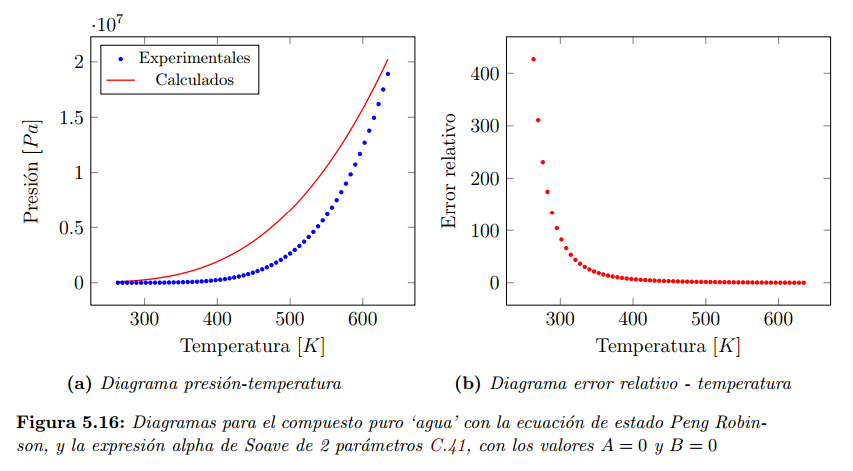 ·10⁷
Experimentales
Calculados
2
1.5
1
0.5
0
300
400
500
600
Presión [Pa]
Temperatura [K]
400
300
200
100
0
300
400
500
600
Error relativo
Temperatura [K]
(a) Diagrama presión-temperatura
(b) Diagrama error relativo - temperatura
Figura 5.16: Diagramas para el compuesto puro ‘agua’ con la ecuación de estado Peng Robin-
son, y la expresión alpha de Soave de 2 parámetros C.41, con los valores A = 0 y B = 0